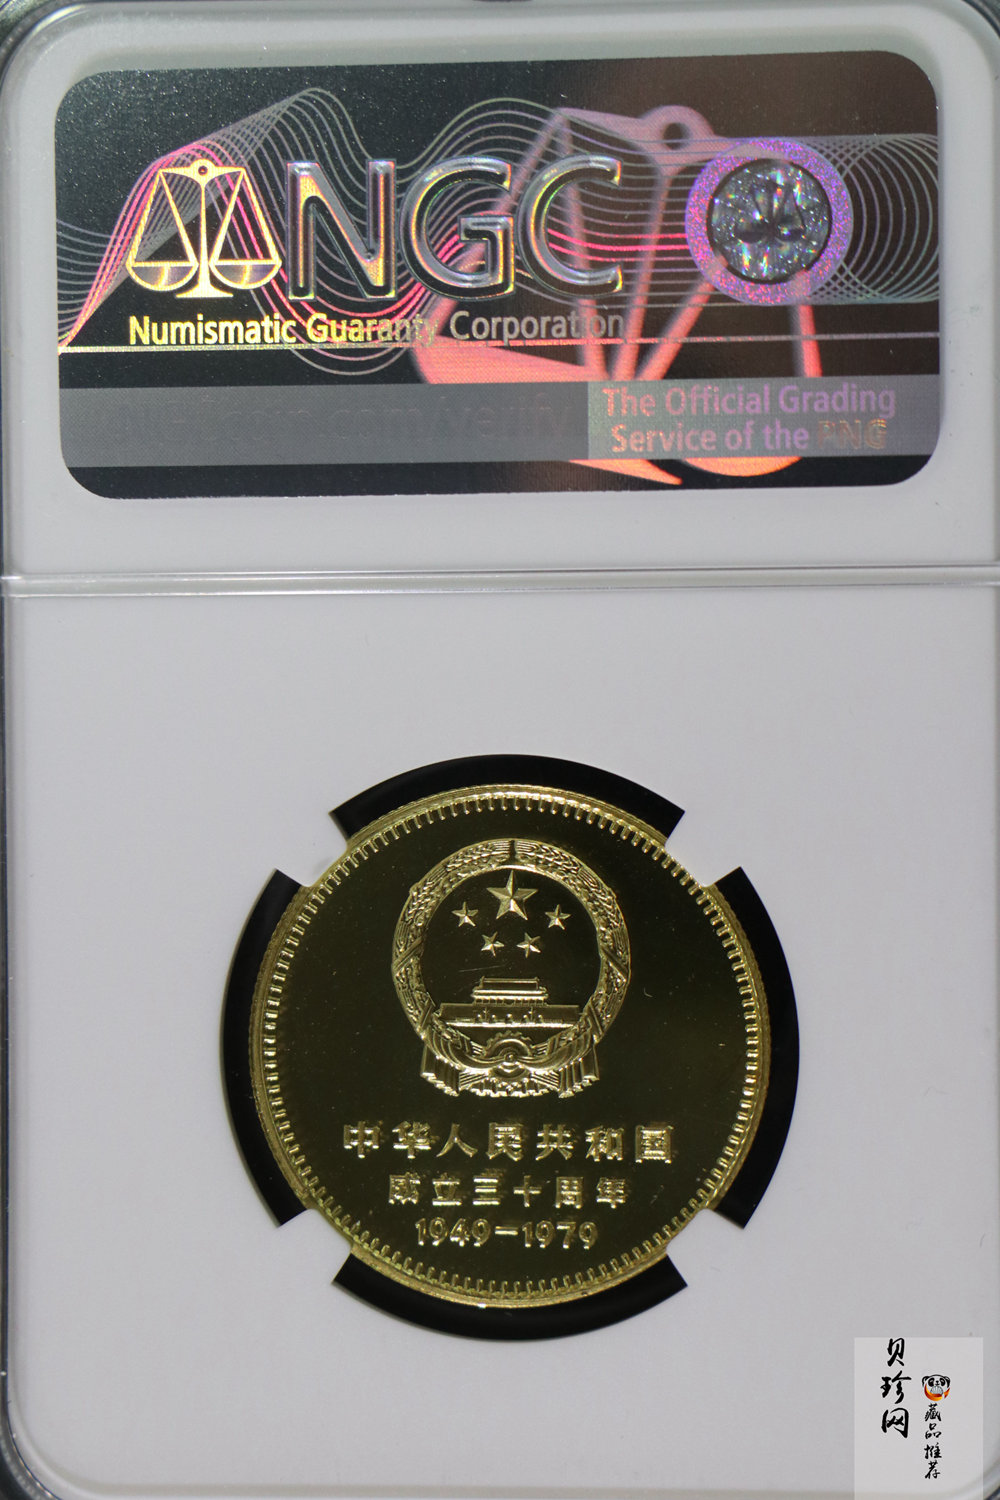 NGC
Numismatic Guaranty Corporation
The Official Grading
Service of the PNG
中华人民共和国
成立三十周年
1949-1979
贝珍网
藏品推荐